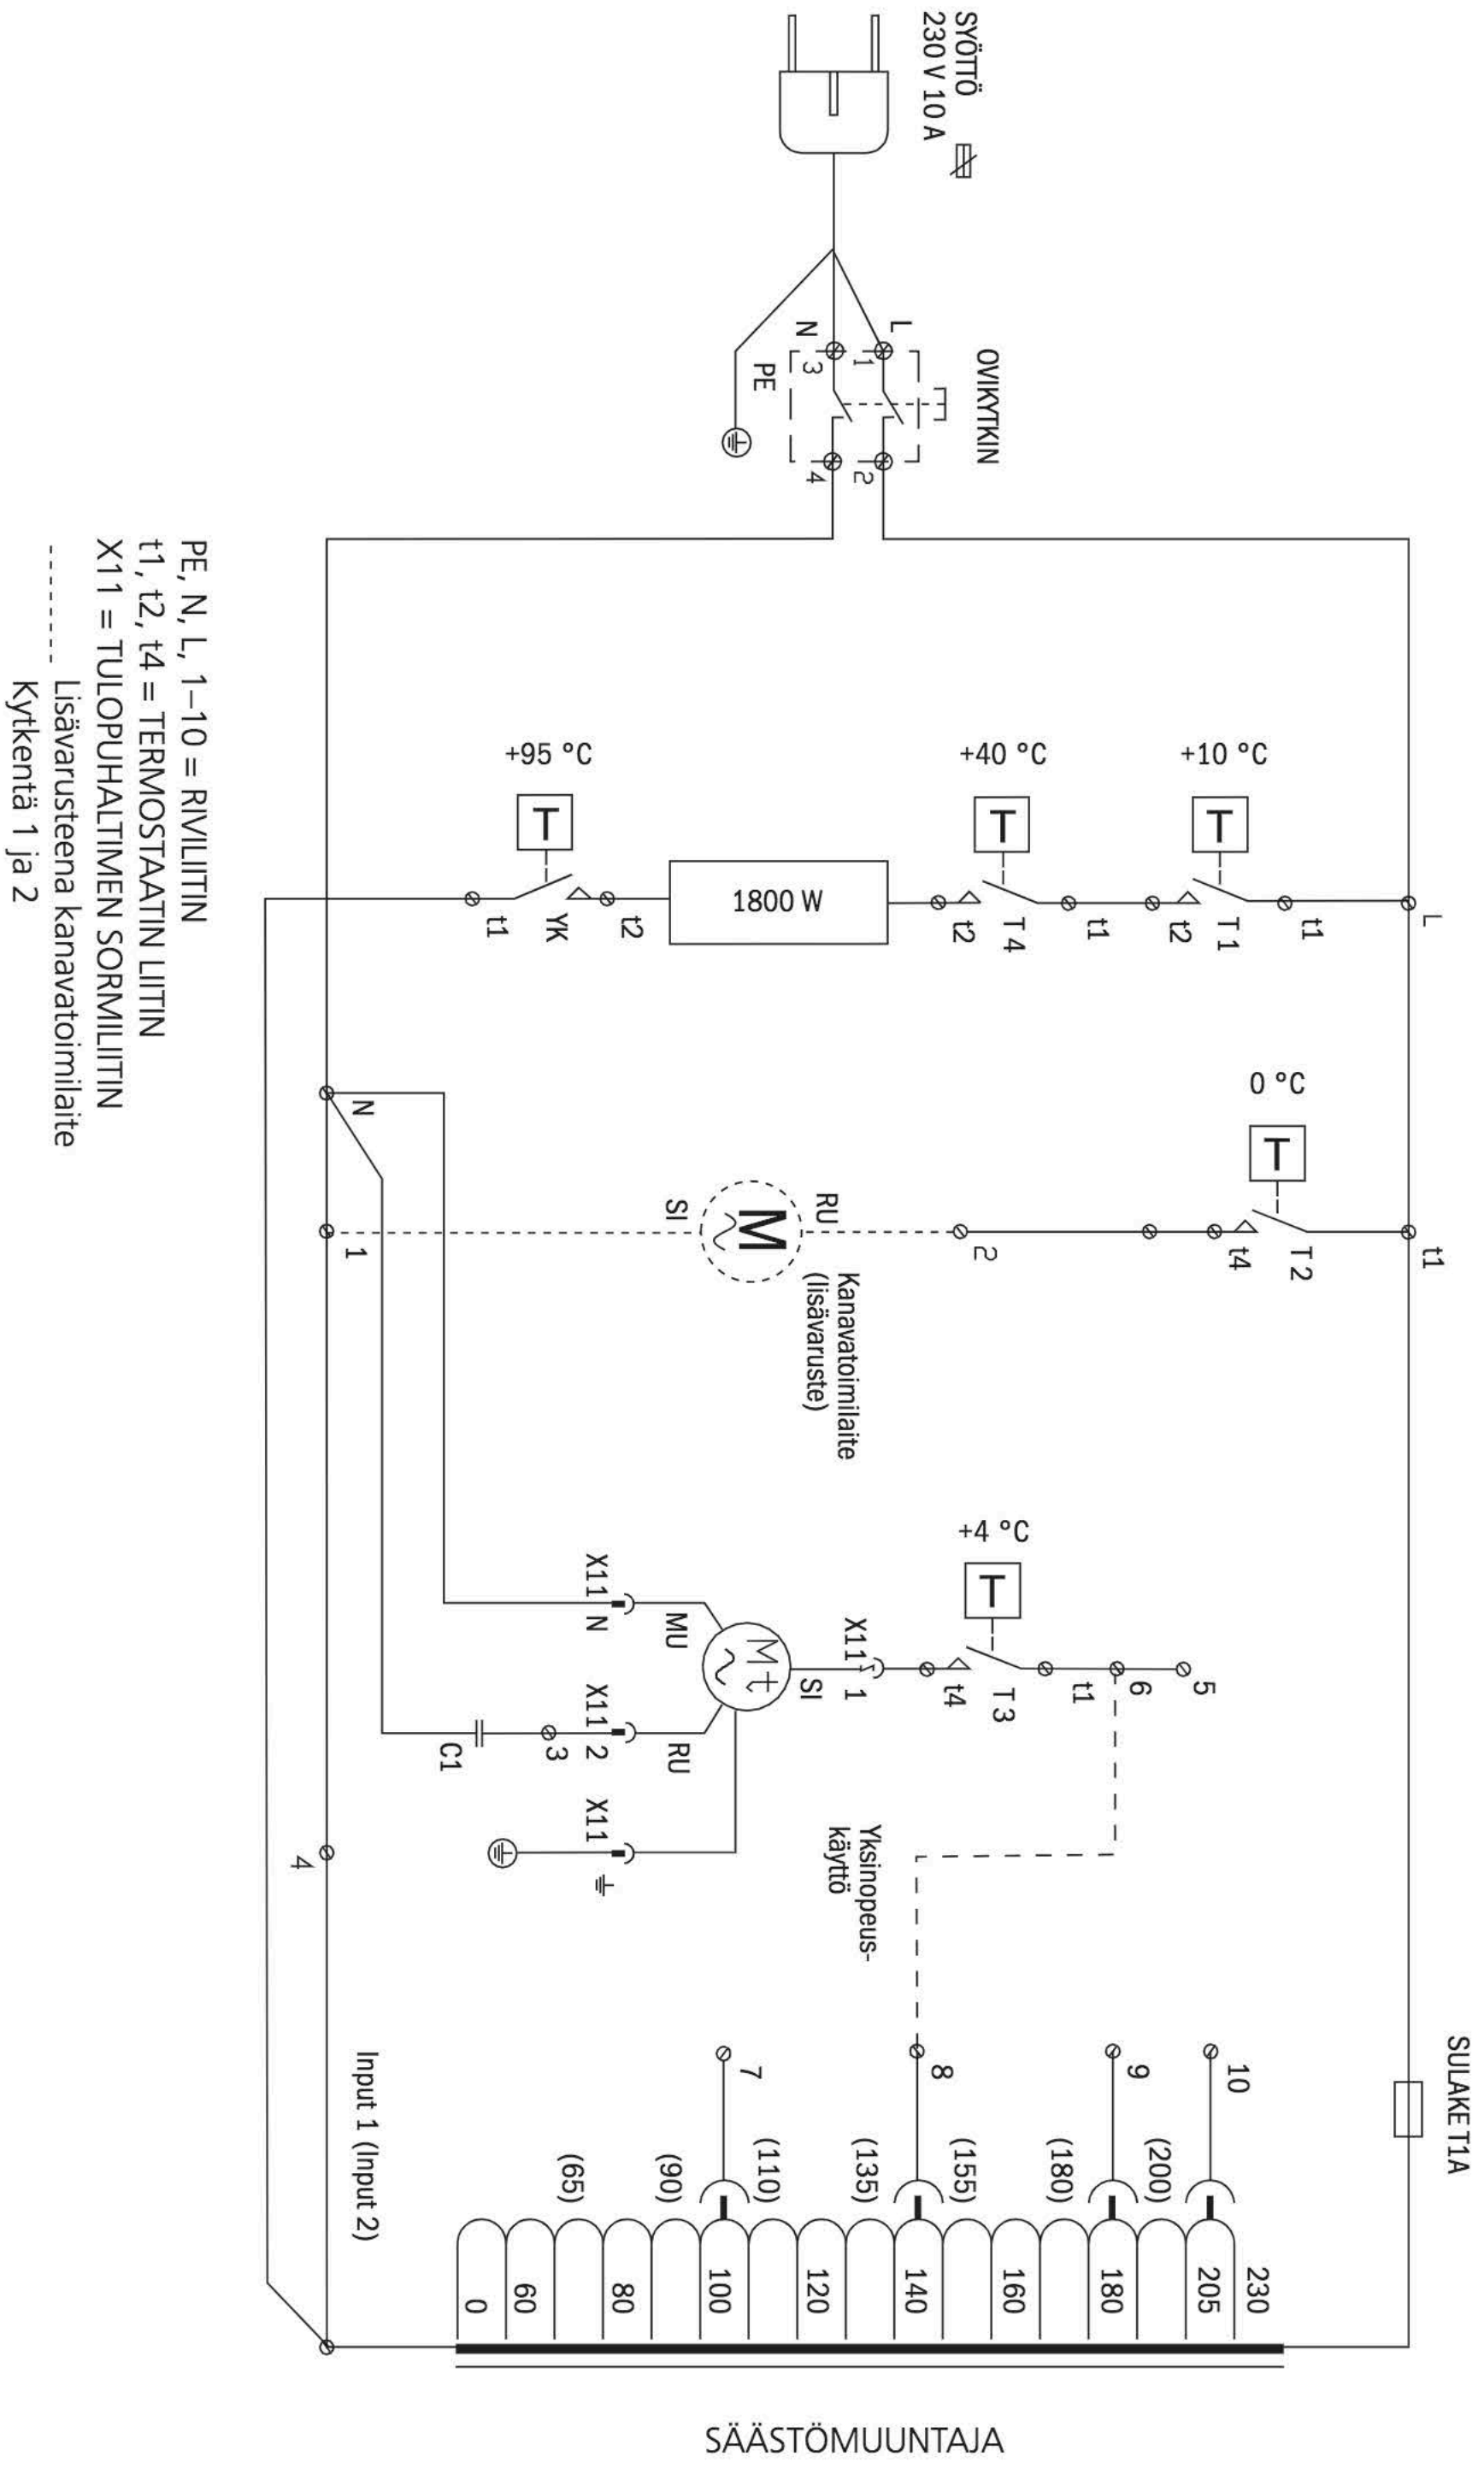 SYÖTTÖ
230 V 10 A
OVIKYTKIN
L
N
1
3
2
4
PE
L
+10 °C
T
t1
T 1
t2
+40 °C
T
t1
T 4
t2
1800 W
+95 °C
T
t2
YK
t1
t1
0 °C
T
T 2
t4
2
RU
M
SI
Kanavatoimilaite
(lisävaruste)
1
N
5
6
+4 °C
T
t1
T 3
t4
X11 1
SI
Mt
MU
X11 N
RU
X11 2
3
C1
X11
4
Yksinopeus-
käyttö
SULAKE T1A
10
9
8
7
(200)
(180)
(155)
(135)
(110)
(90)
(65)
230
205
180
160
140
120
100
80
60
0
Input 1 (Input 2)
SÄÄSTÖMUUNTAJA
PE, N, L, 1–10 = RIVILIITIN
t1, t2, t4 = TERMOSTAATIN LIITIN
X11 = TULOPUHALTIMEN SORMILIITIN
Lisävarusteena kanavatoimilaite
Kytkentä 1 ja 2